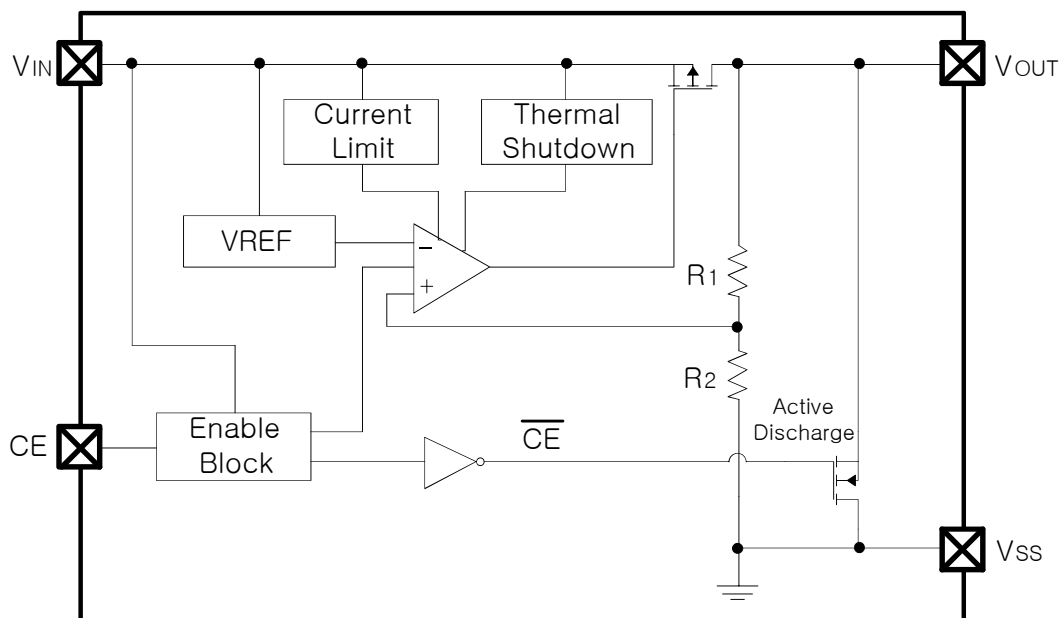 VIN
VOUT
Current
Limit
Thermal
Shutdown
VREF
−
+
R1
R2
CE
Enable
Block
CE
Active
Discharge
VSS